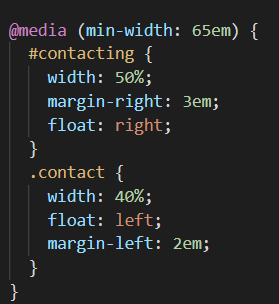 @media (min-width: 65em) {
  #contacting {
    width: 50%;
    margin-right: 3em;
    float: right;
  }
  .contact {
    width: 40%;
    float: left;
    margin-left: 2em;
  }
}